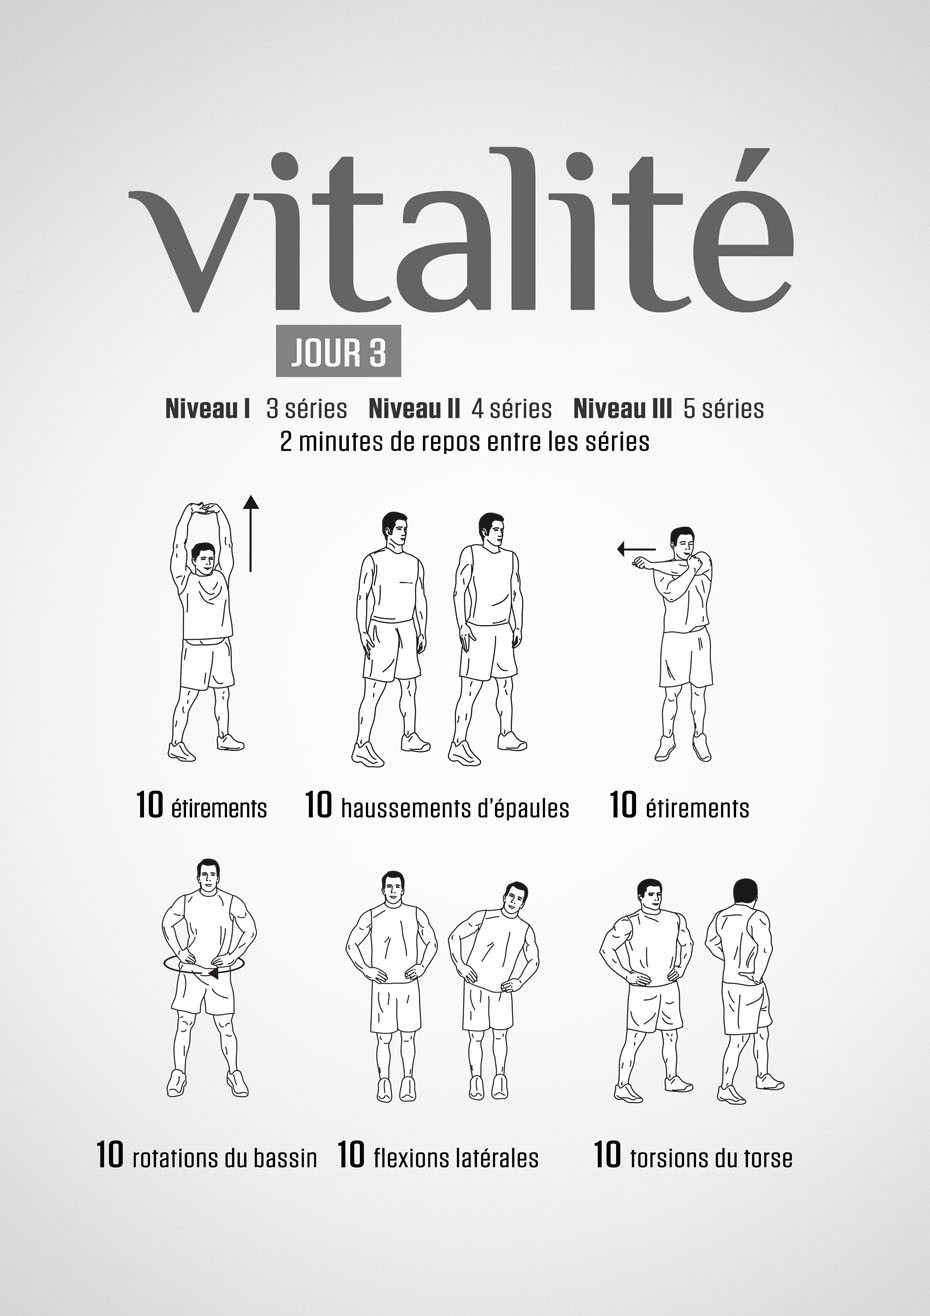 vitalité
JOUR 3
Niveau I 3 séries Niveau II 4 séries Niveau III 5 séries
2 minutes de repos entre les séries
10 étirements 10 haussements d'épaules 10 étirements
10 rotations du bassin 10 flexions latérales 10 torsions du torse